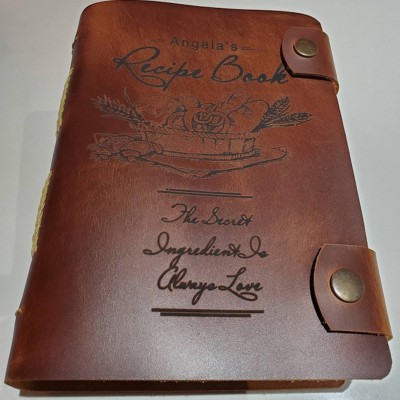 Angela's
Recipe Book
The Secret
Ingredient Is
Always Love